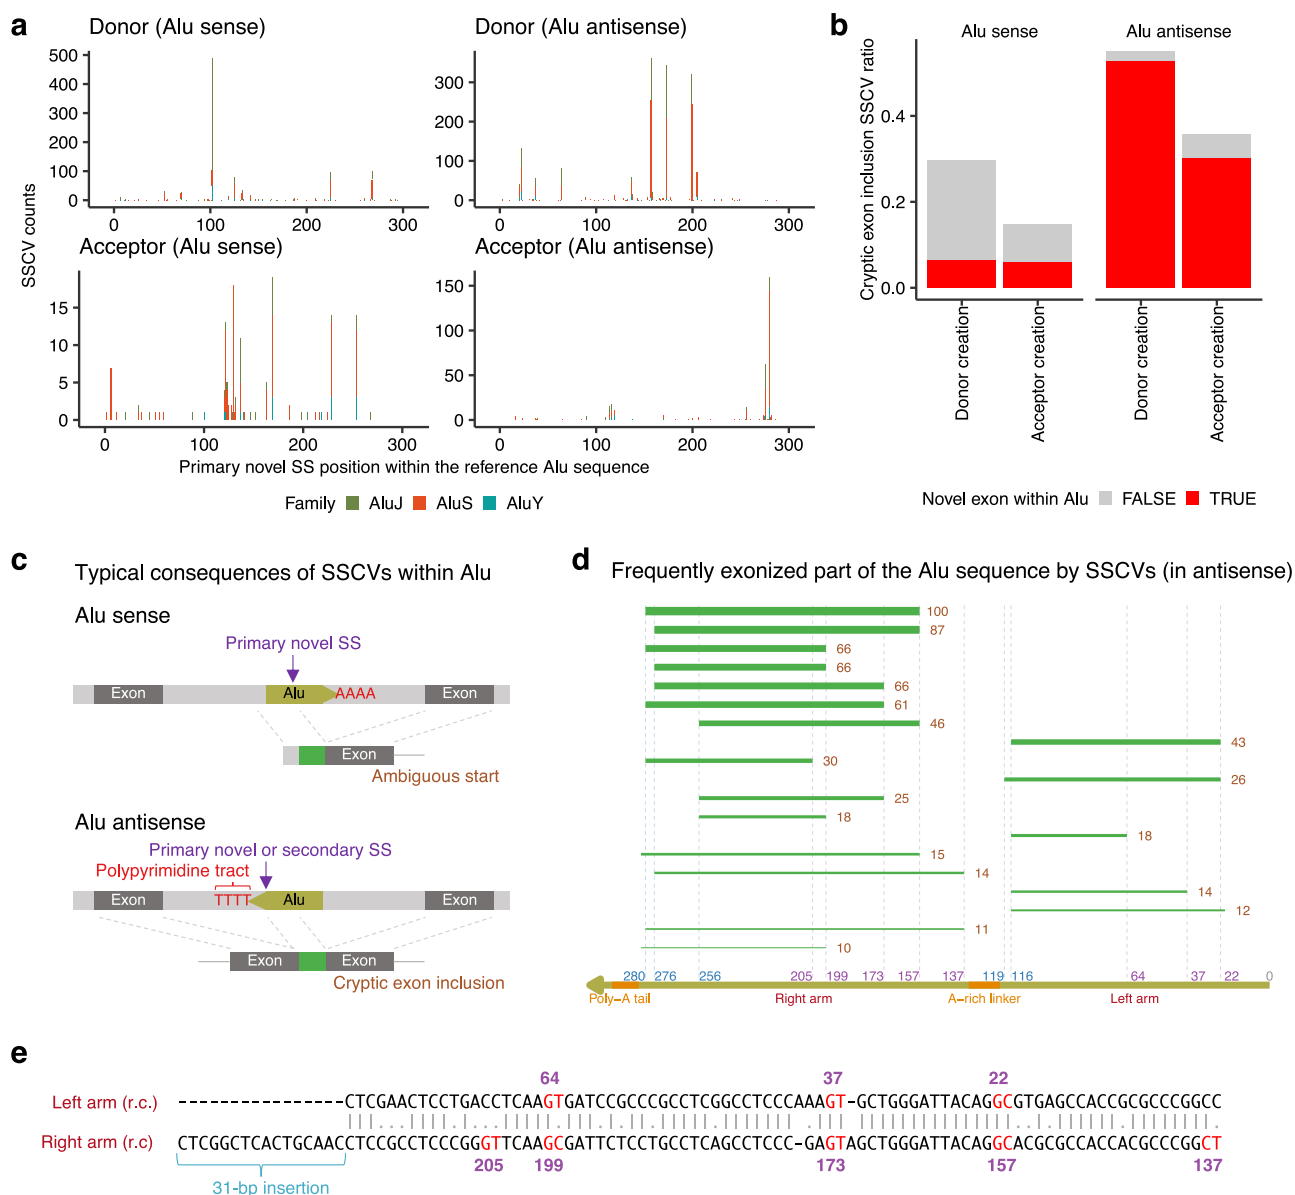 a
Donor (Alu sense)
Donor (Alu antisense)
500
400
300
200
100
0
0 100 200 300
300
200
100
0
0 100 200 300
Acceptor (Alu sense)
Acceptor (Alu antisense)
SSCV counts
15
10
5
0
0 100 200 300
150
100
50
0
0 100 200 300
Primary novel SS position within the reference Alu sequence
Family AluJ AluS AluY
b
Alu sense
Alu antisense
Cryptic exon inclusion SSCV ratio
0.4
0.2
0.0
Donor creation
Acceptor creation
Donor creation
Acceptor creation
Novel exon within Alu FALSE TRUE
c
Typical consequences of SSCVs within Alu
Alu sense
Primary novel SS
Exon Alu AAAA Exon
Exon
Ambiguous start
Alu antisense
Primary novel or secondary SS
Polypyrimidine tract
Exon TTTT Alu Exon
Exon Exon
Cryptic exon inclusion
d
Frequently exonized part of the Alu sequence by SSCVs (in antisense)
100
87
66
66
66
61
46
43
30
26
25
18
18
15
14
14
12
11
10
280 276 256 205 199 173 157 137 119 116 64 37 22 0
Poly–A tail Right arm A–rich linker Left arm
e
64 37 22
Left arm (r.c.) ---------------CTCGAACTCCTGACCTCAAGTGATCCGCCCGCCTCGGCCTCCCAAAGT-GCTGGGATTACAGGCGTGAGCCACCGCGCCCGGCC
Right arm (r.c) CTCGGCTCACTGCAACCTCCGCCTCCCGGGTTCAAGCGATTCTCCTGCCTCAGCCTCCC-GAGTAGCTGGGATTACAGGCACGCGCCACCACGCCCGGCT
205 199 173 157 137
31-bp insertion